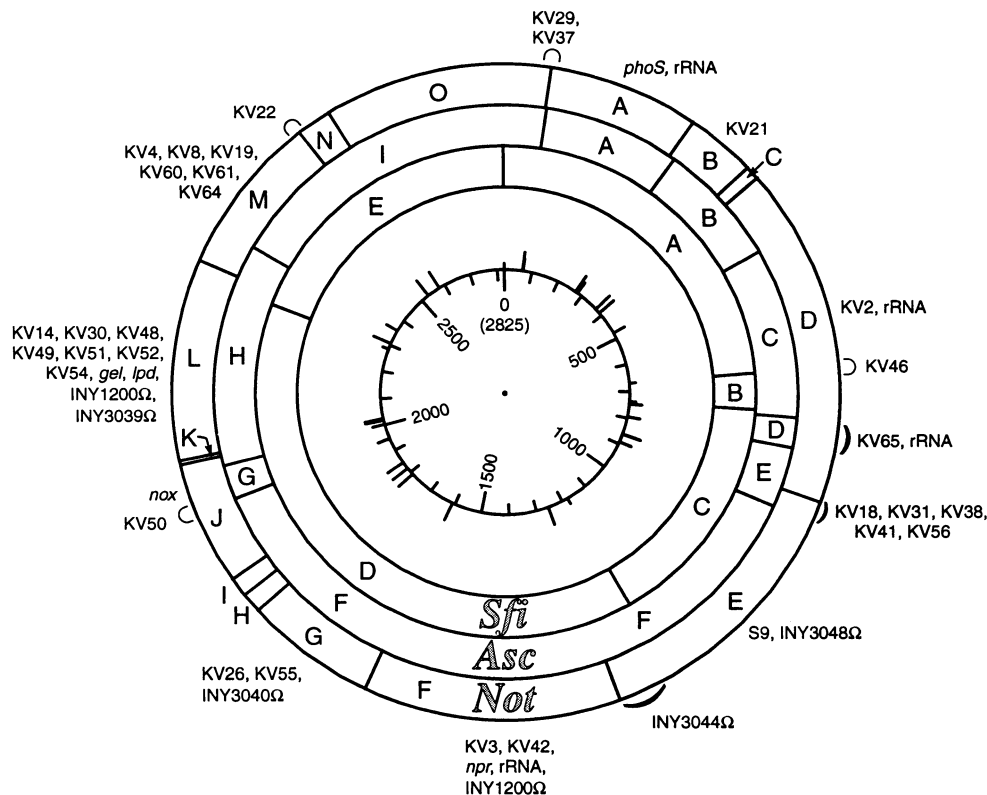 KV29,
KV37
phoS, rRNA
O
A
KV22
N
KV21
I
A
B
C
KV4, KV8, KV19,
KV60, KV61,
KV64
M
E
B
A
0
(2825)
2500
500
KV2, rRNA
D
C
KV14, KV30, KV48,
KV49, KV51, KV52,
KV54, gel, lpd,
INY1200Ω,
INY3039Ω
L
H
KV46
B
2000
D
K
1000
KV65, rRNA
E
1500
G
nox
KV50
J
C
KV18, KV31, KV38,
KV41, KV56
D
I
H
F
Sfi
F
E
S9, INY3048Ω
G
Asc
KV26, KV55,
INY3040Ω
F
Not
INY3044Ω
KV3, KV42,
npr, rRNA,
INY1200Ω